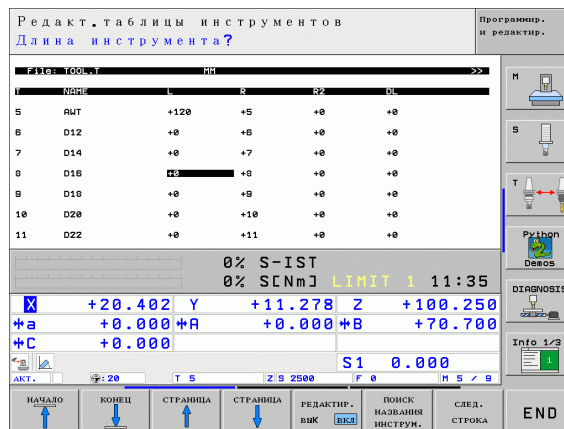 Редакт.таблицы инструментов
Длина инструмента?
Программир.
и редактир.
File: TOOL.T MM >>
T NAME L R R2 DL
5 AWT +120 +5 +0 +0
6 D12 +0 +6 +0 +0
7 D14 +0 +7 +0 +0
8 D16 +0 +8 +0 +0
9 D18 +0 +9 +0 +0
10 D20 +0 +10 +0 +0
11 D22 +0 +11 +0 +0
0% S-IST
0% S[Nm] LIMIT 1 11:35
X +20.402 Y +11.278 Z +100.250
a +0.000 A +0.000 B +70.700
C +0.000
S1 0.000
АКТ. : 20 T 5 Z S 2500 F 0 M 5 / 9
M
S
T
Python
Demos
DIAGNOSIS
Info 1/3
НАЧАЛО
КОНЕЦ
СТРАНИЦА
СТРАНИЦА
РЕДАКТИР.
ВЫК ВКЛ
ПОИСК
НАЗВАНИЯ
ИНСТРУМ.
СЛЕД.
СТРОКА
END